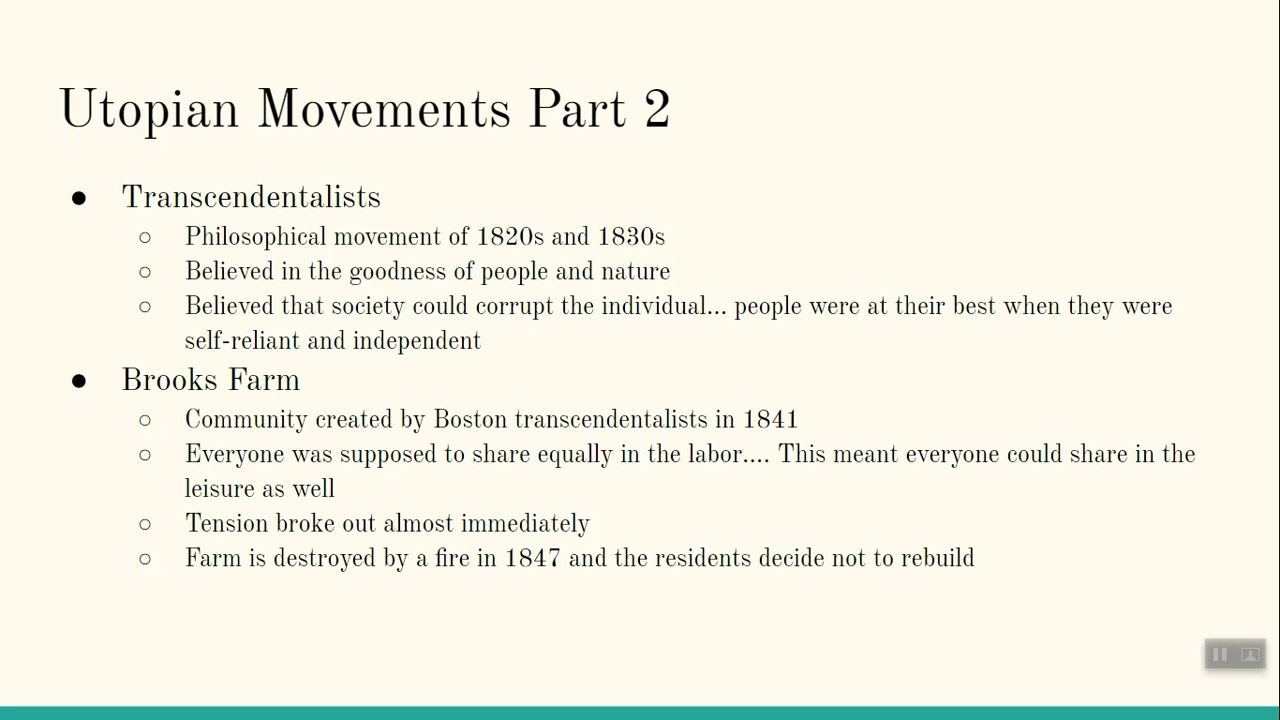 Utopian Movements Part 2
● Transcendentalists
○ Philosophical movement of 1820s and 1830s
○ Believed in the goodness of people and nature
○ Believed that society could corrupt the individual... people were at their best when they were
self-reliant and independent
● Brooks Farm
○ Community created by Boston transcendentalists in 1841
○ Everyone was supposed to share equally in the labor.... This meant everyone could share in the
leisure as well
○ Tension broke out almost immediately
○ Farm is destroyed by a fire in 1847 and the residents decide not to rebuild